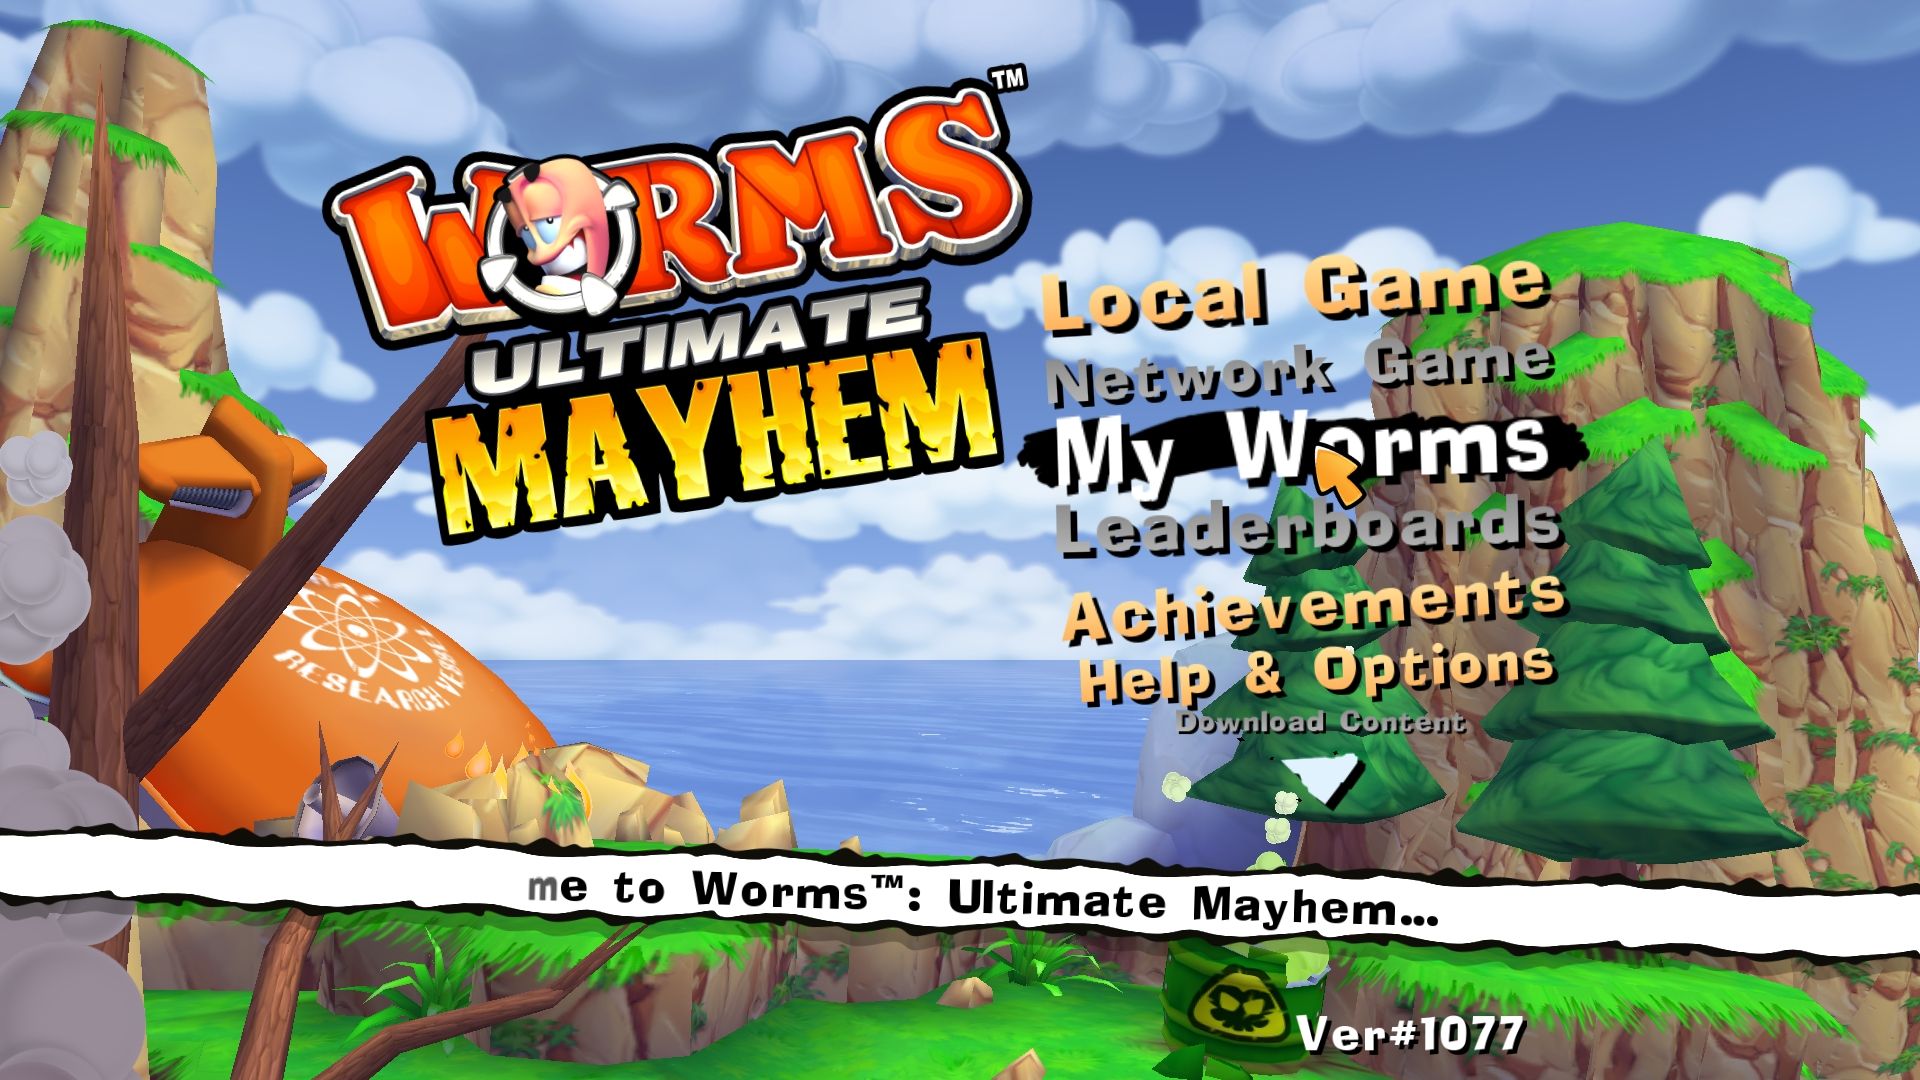 WORMS™
ULTIMATE
MAYHEM
Local Game
Network Game
My Worms
Leaderboards
Achievements
Help & Options
Download Content
RESEARCH
me to Worms™: Ultimate Mayhem...
Ver#1077